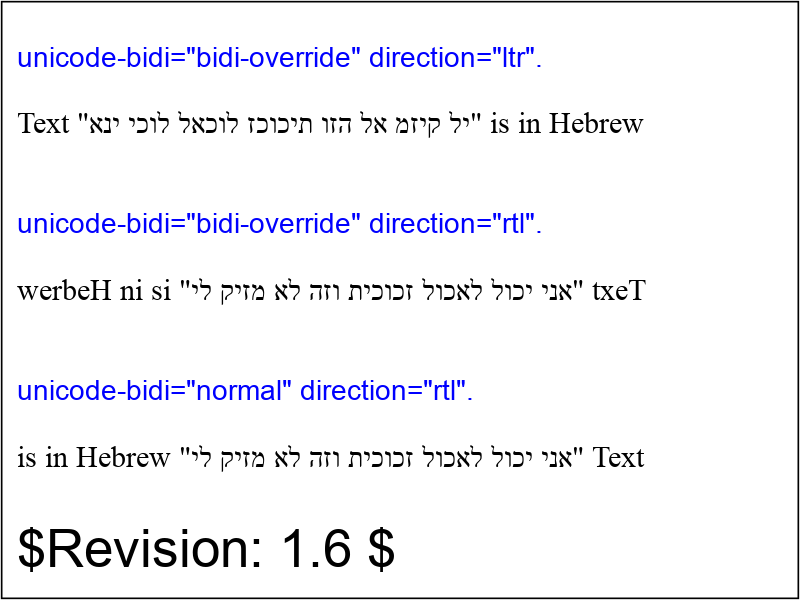 unicode-bidi="bidi-override" direction="ltr".
Text "יל קיזמ אל הזו תיכוכז לוכאל לוכי ינא" is in Hebrew
unicode-bidi="bidi-override" direction="rtl".
werbeH ni si "אני יכול לאכול זכוכית וזה לא מזיק לי" txeT
unicode-bidi="normal" direction="rtl".
is in Hebrew "אני יכול לאכול זכוכית וזה לא מזיק לי" Text
$Revision: 1.6 $